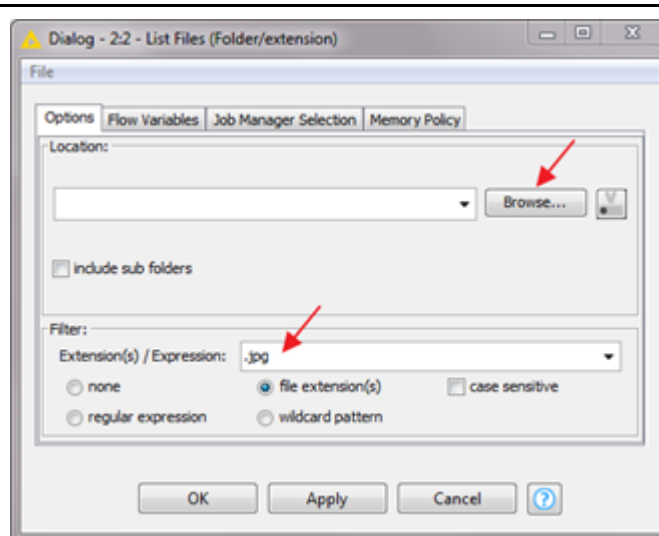 Dialog - 2:2 - List Files (Folder/extension)
File
Options Flow Variables Job Manager Selection Memory Policy
Location:
Browse...
V
include sub folders
Filter:
Extension(s) / Expression: .jpg
none file extension(s) case sensitive
regular expression wildcard pattern
OK Apply Cancel ?